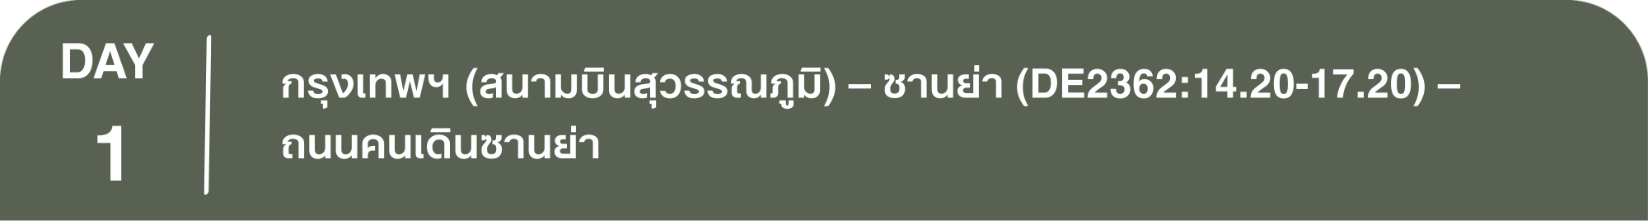 DAY
1
กรุงเทพฯ (สนามบินสุวรรณภูมิ) – ซานย่า (DE2362:14.20-17.20) –
ถนนคนเดินซานย่า